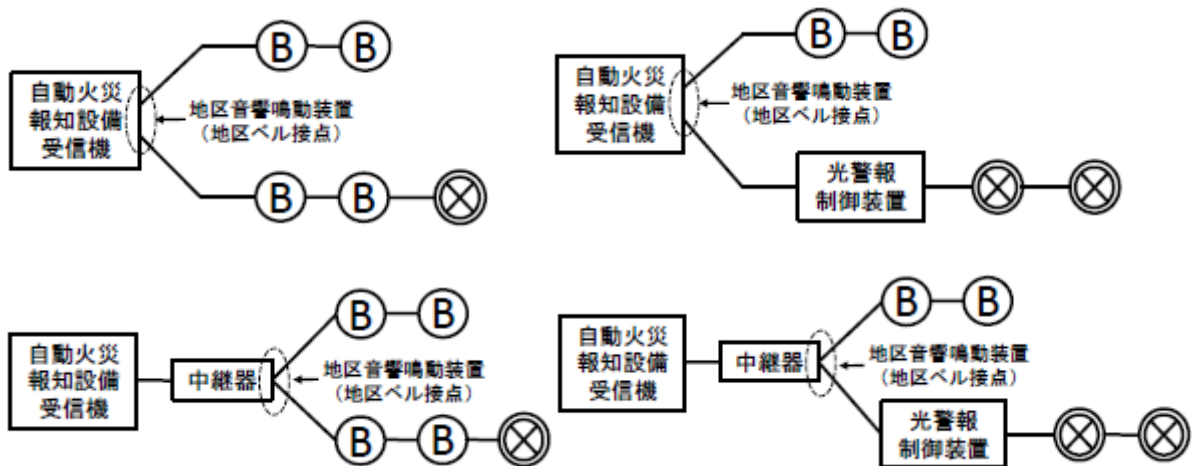 自動火災
報知設備
受信機
B
B
地区音響鳴動装置
（地区ベル接点）
B
B
自動火災
報知設備
受信機
B
B
地区音響鳴動装置
（地区ベル接点）
光警報
制御装置
自動火災
報知設備
受信機
中継器
B
B
地区音響鳴動装置
（地区ベル接点）
B
B
自動火災
報知設備
受信機
中継器
B
B
地区音響鳴動装置
（地区ベル接点）
光警報
制御装置